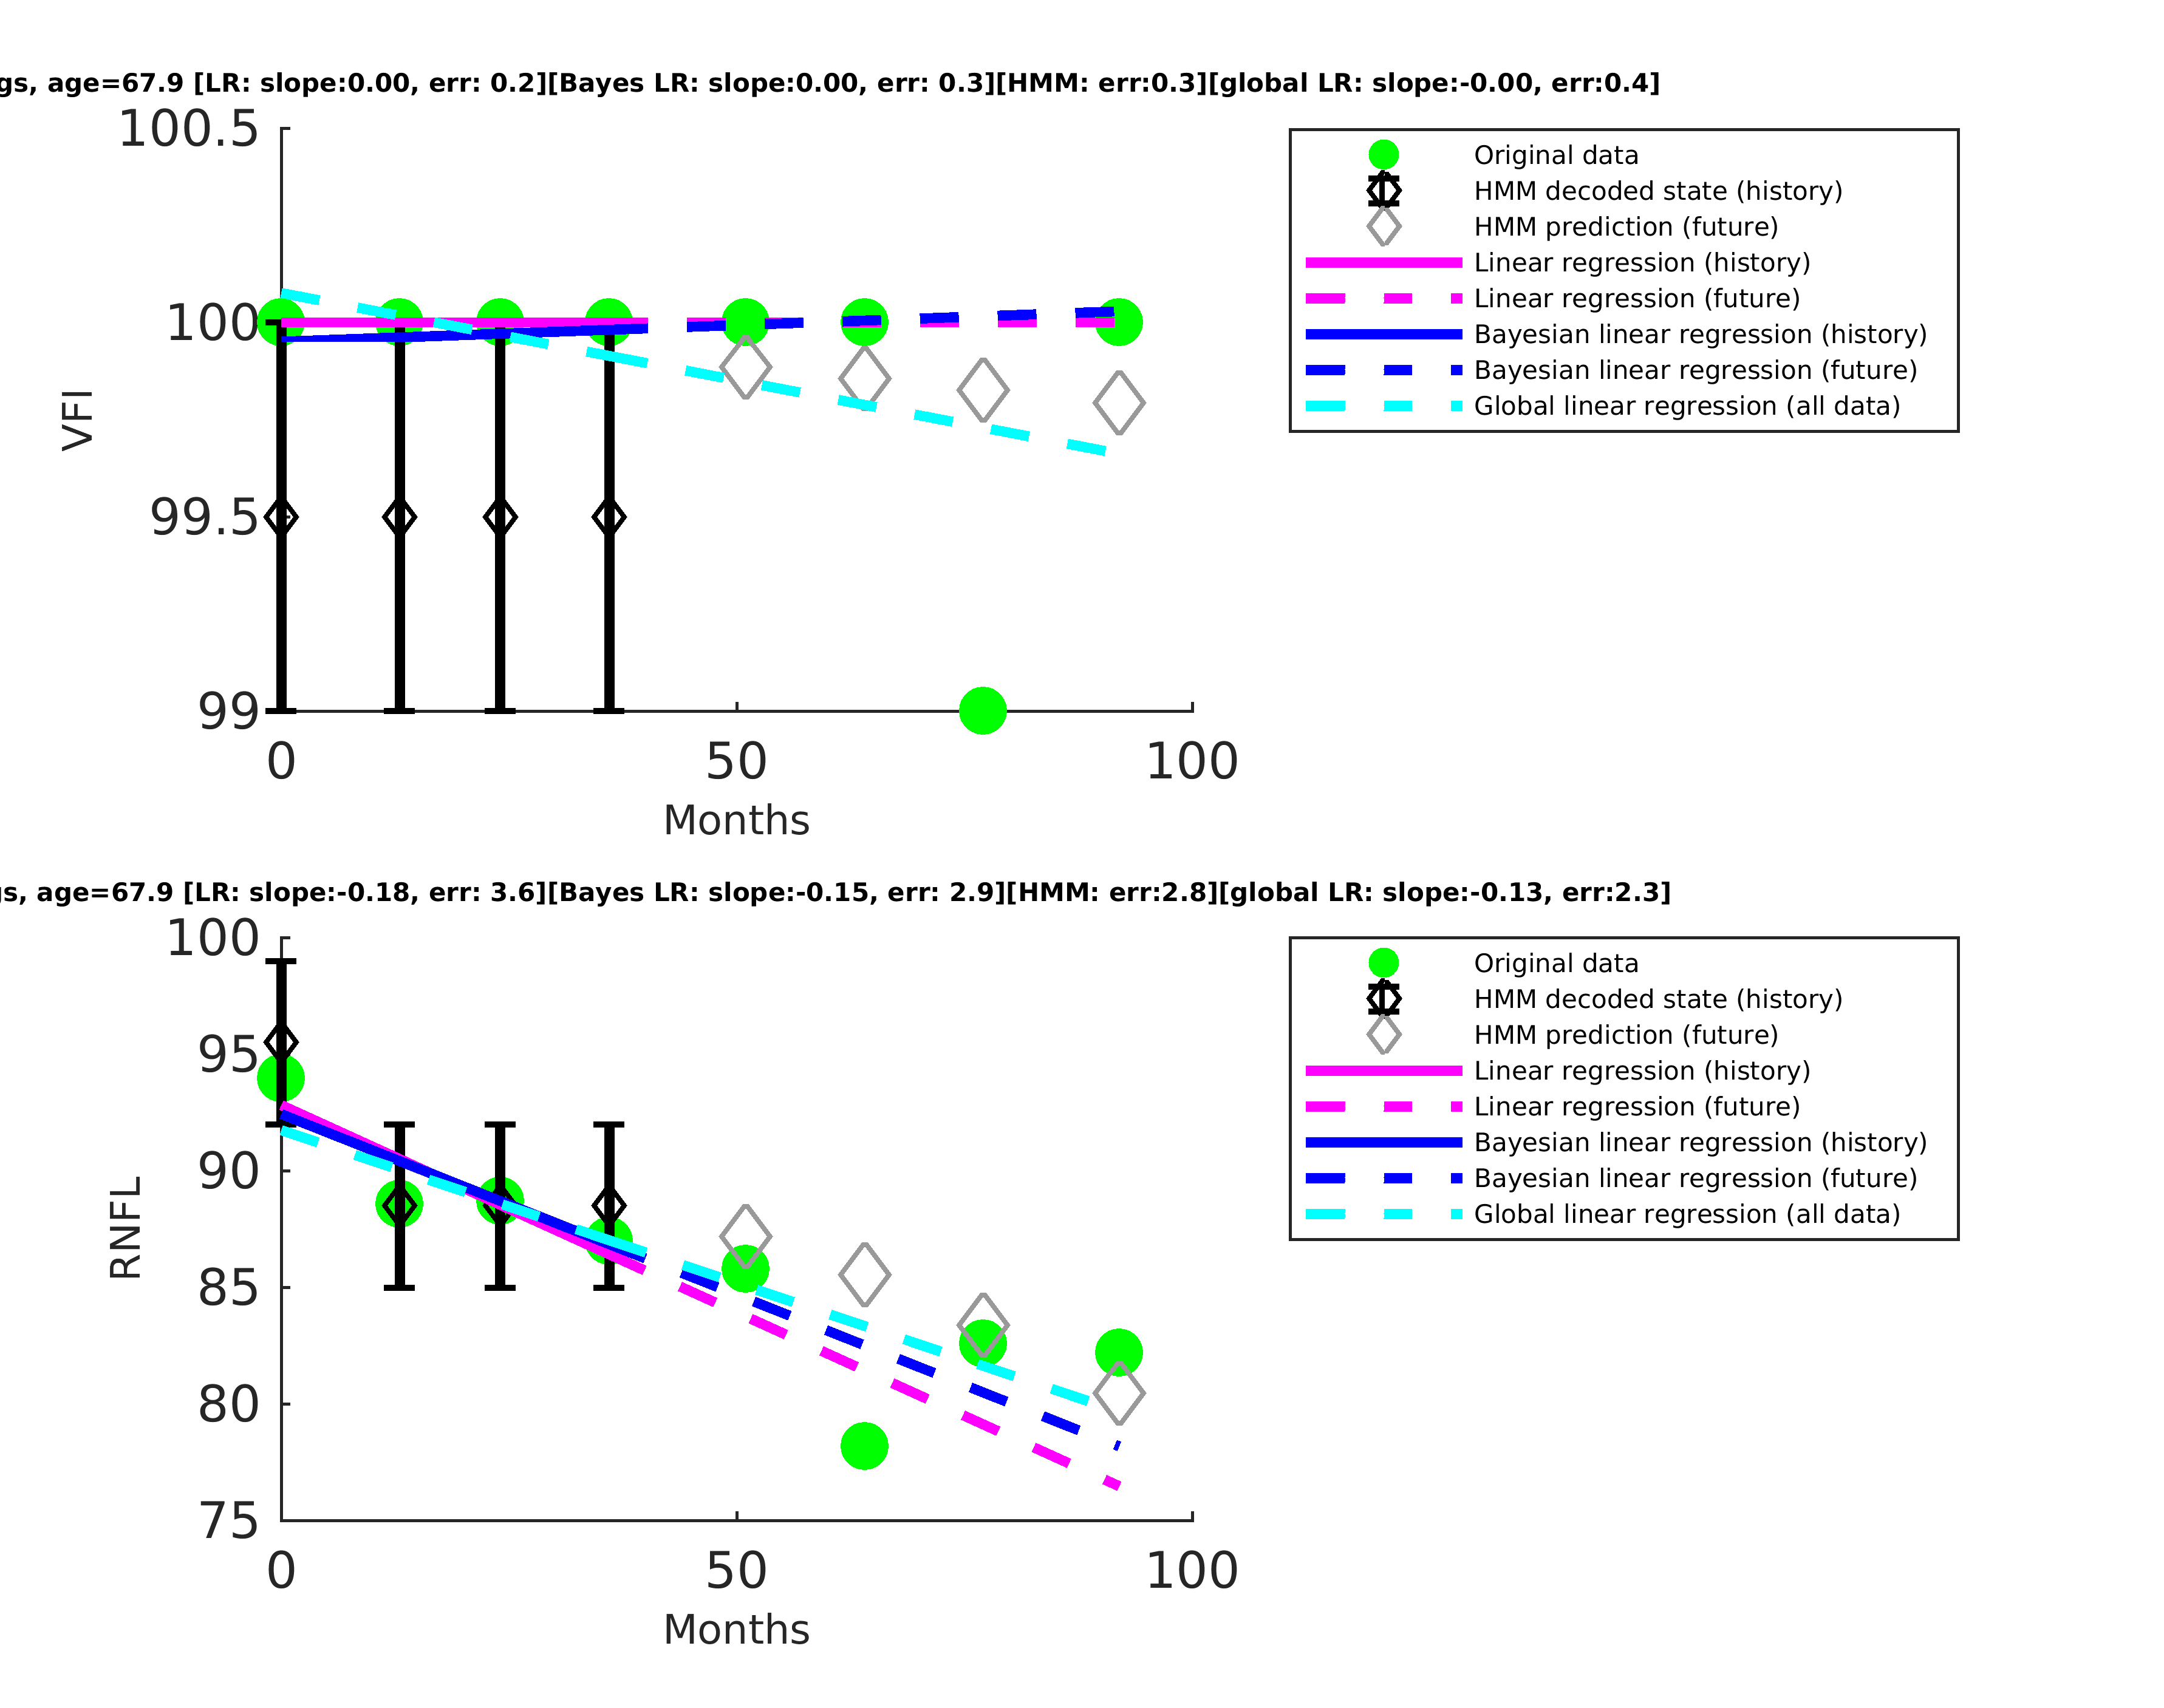 gs, age=67.9 [LR: slope:0.00, err: 0.2][Bayes LR: slope:0.00, err: 0.3][HMM: err:0.3][global LR: slope:-0.00, err:0.4]
100.5
100
99.5
99
VFI
0 50 100
Months
Original data
HMM decoded state (history)
HMM prediction (future)
Linear regression (history)
Linear regression (future)
Bayesian linear regression (history)
Bayesian linear regression (future)
Global linear regression (all data)
gs, age=67.9 [LR: slope:-0.18, err: 3.6][Bayes LR: slope:-0.15, err: 2.9][HMM: err:2.8][global LR: slope:-0.13, err:2.3]
100
95
90
85
80
75
RNFL
0 50 100
Months
Original data
HMM decoded state (history)
HMM prediction (future)
Linear regression (history)
Linear regression (future)
Bayesian linear regression (history)
Bayesian linear regression (future)
Global linear regression (all data)